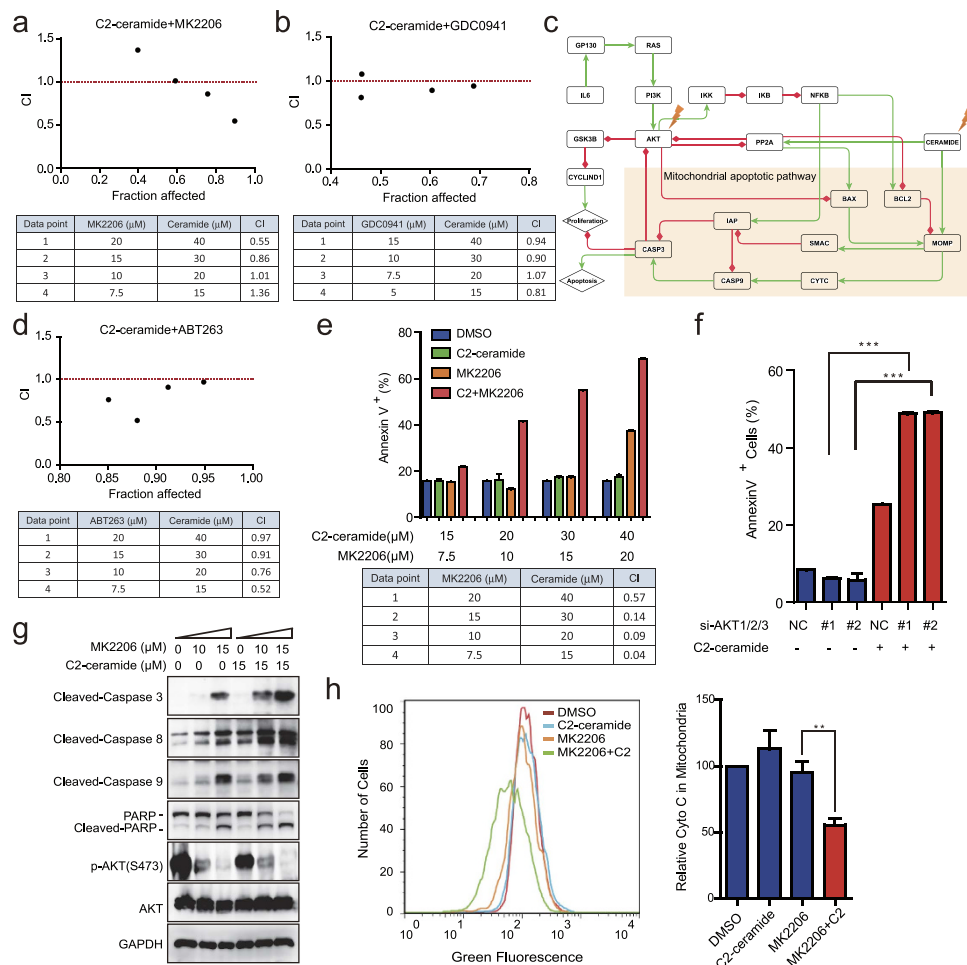 a
C2-ceramide+MK2206
CI
1.5
1.0
0.5
0.0
0.0 0.2 0.4 0.6 0.8 1.0
Fraction affected
Data point MK2206 (μM) Ceramide (μM) CI
1 20 40 0.55
2 15 30 0.86
3 10 20 1.01
4 7.5 15 1.36
b
C2-ceramide+GDC0941
CI
1.5
1.0
0.5
0.0
0.4 0.5 0.6 0.7 0.8
Fraction affected
Data point GDC0941 (μM) Ceramide (μM) CI
1 15 40 0.94
2 10 30 0.90
3 7.5 20 1.07
4 5 15 0.81
c
GP130 RAS
IL6 PI3K IKK IKB NFKB
GSK3B AKT PP2A CERAMIDE
CYCLIND1 Mitochondrial apoptotic pathway
BAX BCL2
Proliferation IAP
CASP3 SMAC MOMP
Apoptosis CASP9 CYTC
d
C2-ceramide+ABT263
CI
1.5
1.0
0.5
0.0
0.80 0.85 0.90 0.95 1.00
Fraction affected
Data point ABT263 (μM) Ceramide (μM) CI
1 20 40 0.97
2 15 30 0.91
3 10 20 0.76
4 7.5 15 0.52
e
Annexin V + (%)
80
60
40
20
0
DMSO
C2-ceramide
MK2206
C2+MK2206
C2-ceramide(μM) 15 20 30 40
MK2206(μM) 7.5 10 15 20
Data point MK2206 (μM) Ceramide (μM) CI
1 20 40 0.57
2 15 30 0.14
3 10 20 0.09
4 7.5 15 0.04
f
AnnexinV + Cells (%)
60
40
20
0
***
***
si-AKT1/2/3 NC #1 #2 NC #1 #2
C2-ceramide - - - + + +
g
MK2206 (μM) 0 10 15 0 10 15
C2-ceramide (μM) 0 0 0 15 15 15
Cleaved-Caspase 3
Cleaved-Caspase 8
Cleaved-Caspase 9
PARP -
Cleaved-PARP -
p-AKT(S473)
AKT
GAPDH
h
Number of Cells
100
80
60
40
20
0
DMSO
C2-ceramide
MK2206
MK2206+C2
10 0 10 1 10 2 10 3 10 4
Green Fluorescence
Relative Cyto C in Mitochondria
150
100
50
0
**
DMSO
C2-ceramide
MK2206
MK2206+C2